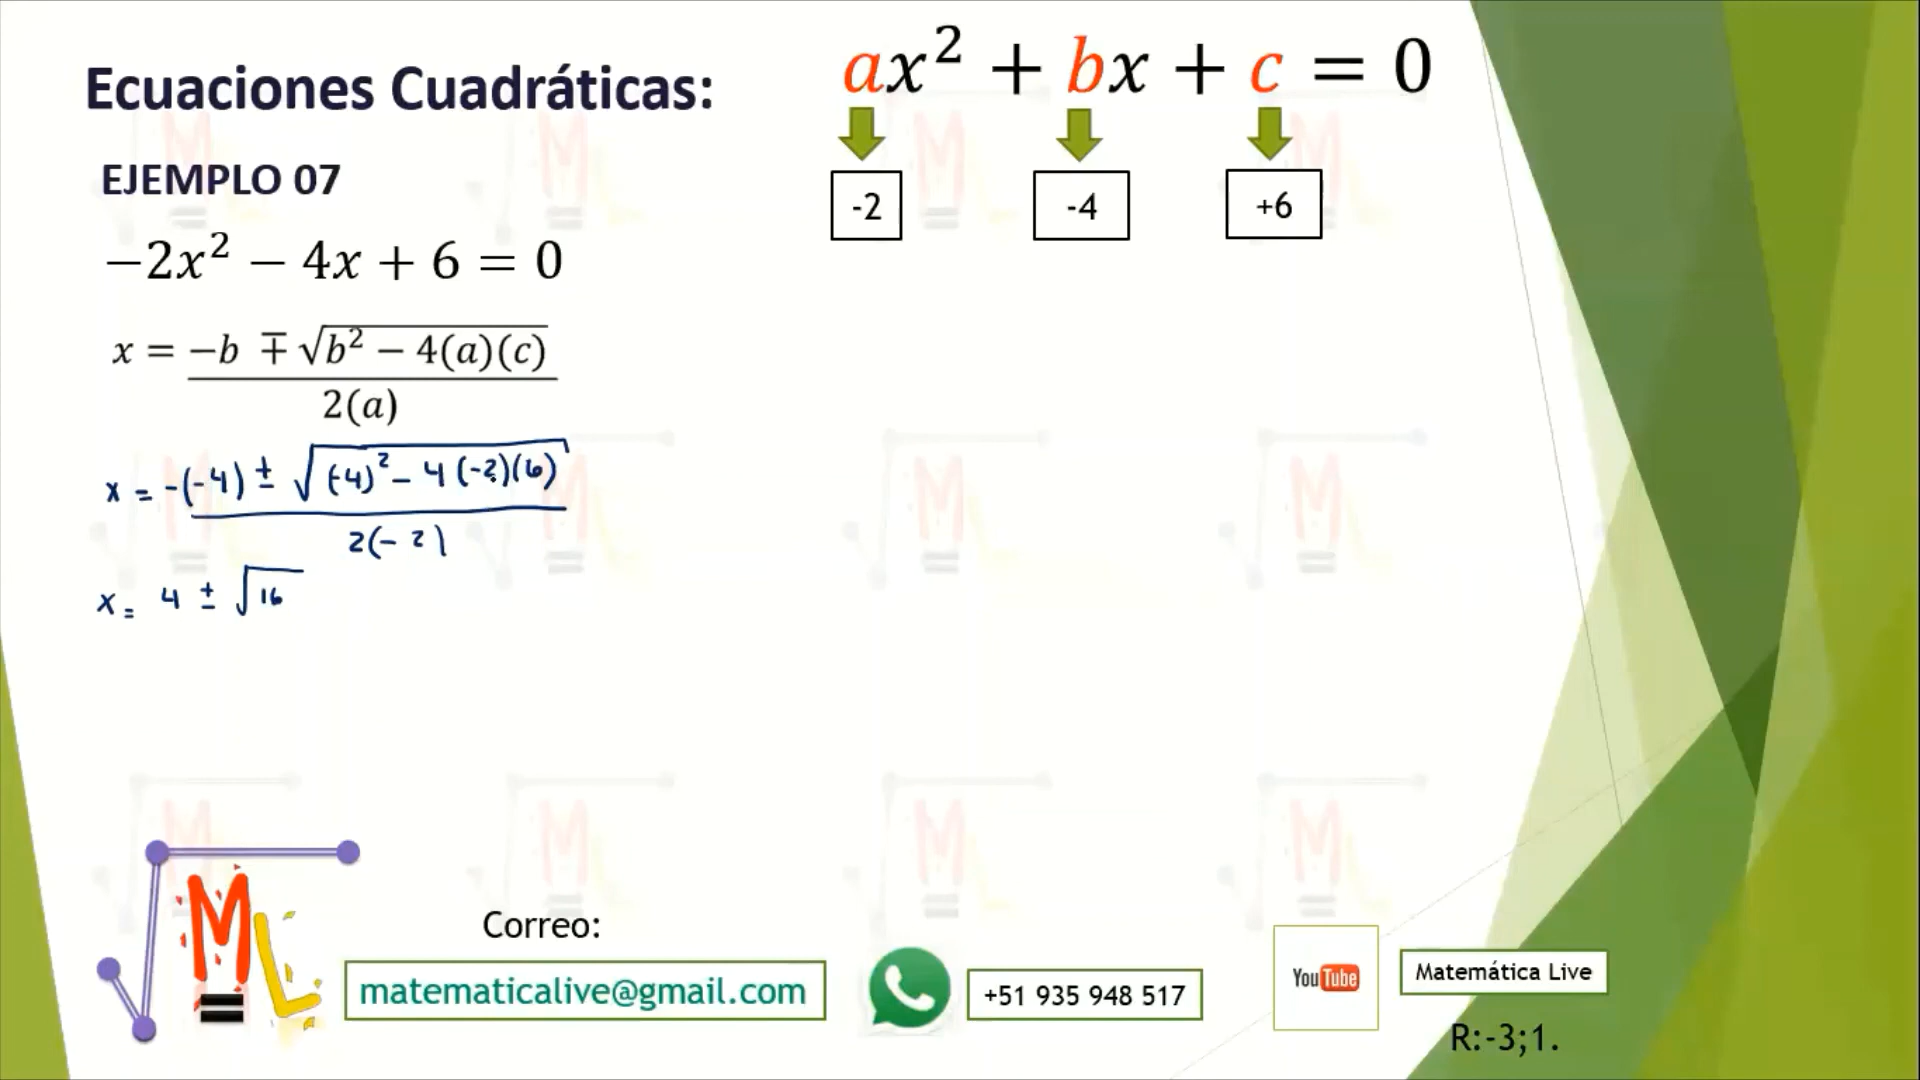 Ecuaciones Cuadráticas:
ax² + bx + c = 0
-2
-4
+6
EJEMPLO 07
−2x² − 4x + 6 = 0
x = −b ∓ √b² − 4(a)(c)
2(a)
x = -(-4) ± √(-4)² - 4(-2)(6)
2(-2)
x = 4 ± √16
ML
=
Correo:
matematicalive@gmail.com
+51 935 948 517
YouTube
Matemática Live
R:-3;1.